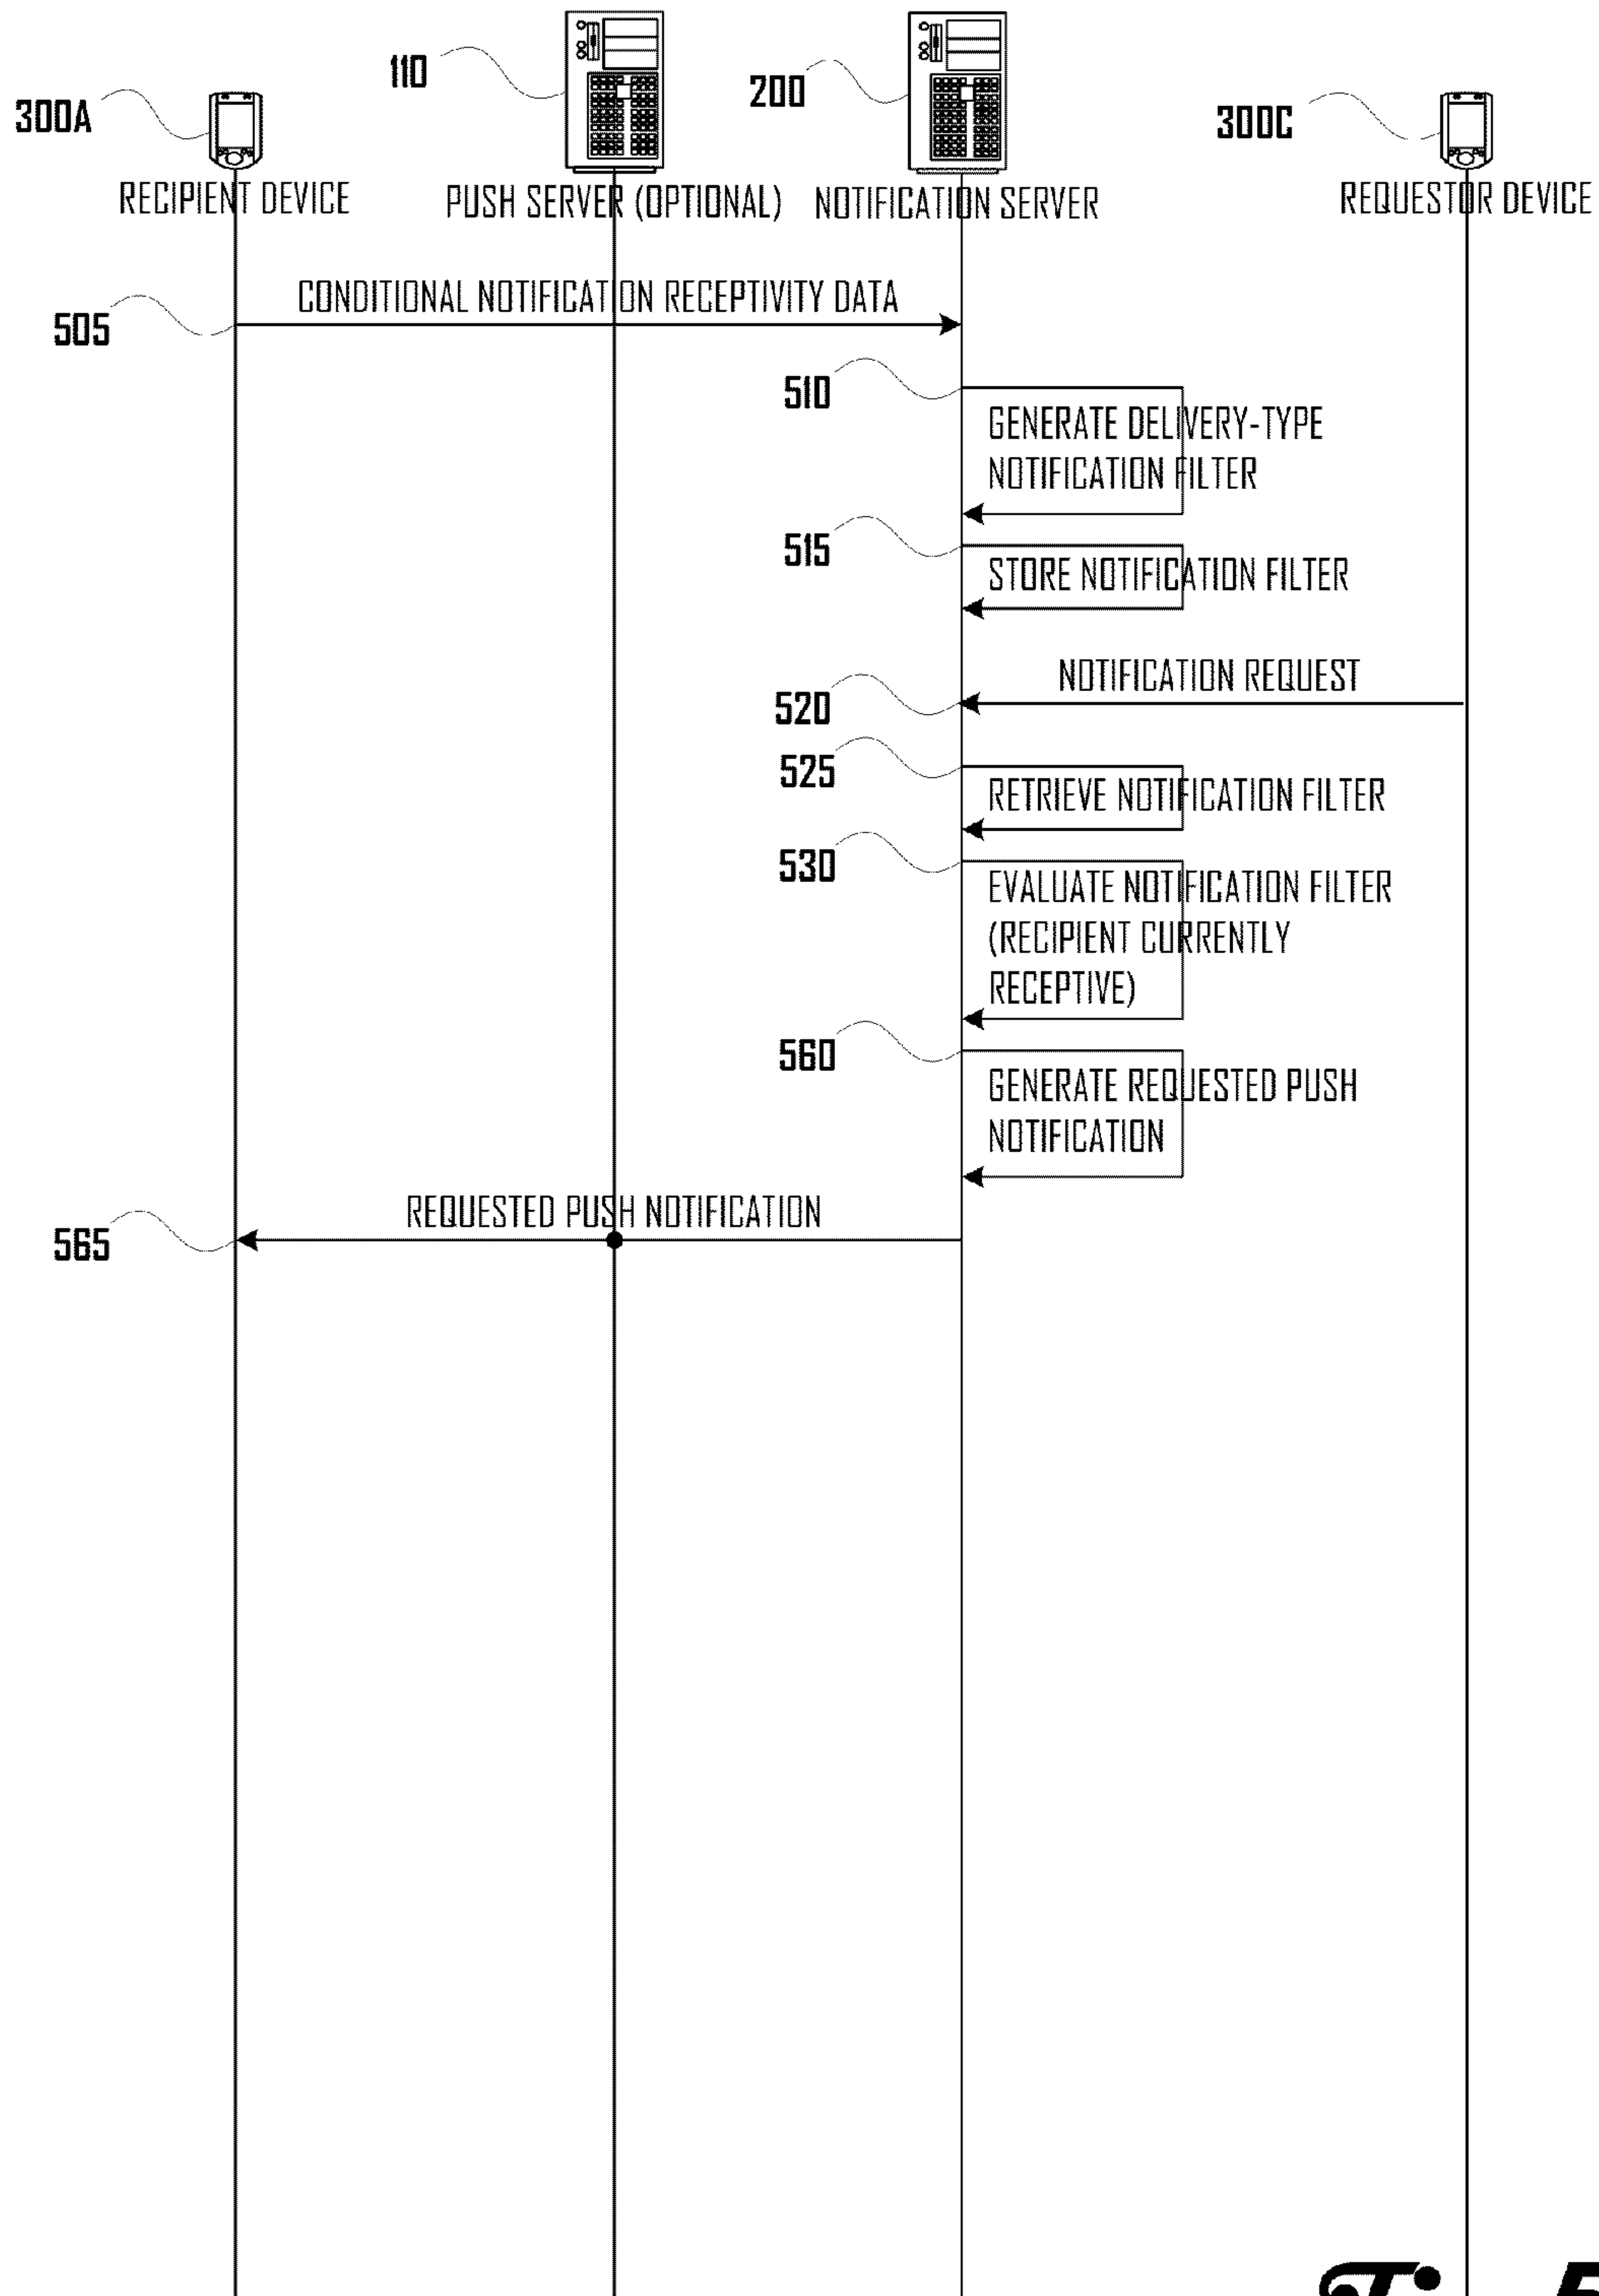 110
200
300A
300C
RECIPIENT DEVICE
PUSH SERVER (OPTIONAL)
NOTIFICATION SERVER
REQUESTOR DEVICE
CONDITIONAL NOTIFICATION RECEPTIVITY DATA
505
510
GENERATE DELIVERY-TYPE
NOTIFICATION FILTER
515
STORE NOTIFICATION FILTER
NOTIFICATION REQUEST
520
525
RETRIEVE NOTIFICATION FILTER
530
EVALUATE NOTIFICATION FILTER
(RECIPIENT CURRENTLY
RECEPTIVE)
560
GENERATE REQUESTED PUSH
NOTIFICATION
REQUESTED PUSH NOTIFICATION
565